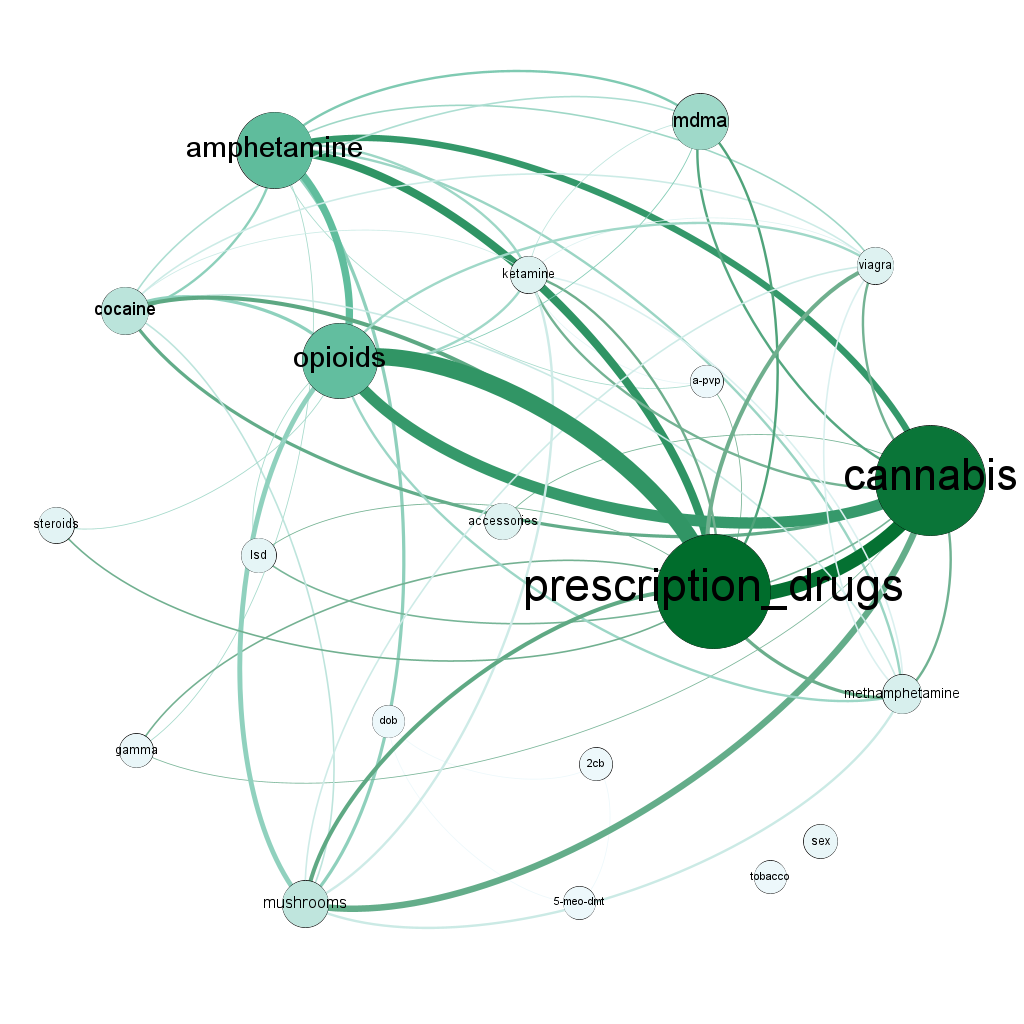 mdma
amphetamine
viagra
ketamine
cocaine
opioids
a-pvp
cannabis
steroids
accessories
lsd
prescription_drugs
methamphetamine
dob
gamma
2cb
sex
tobacco
5-meo-dmt
mushrooms